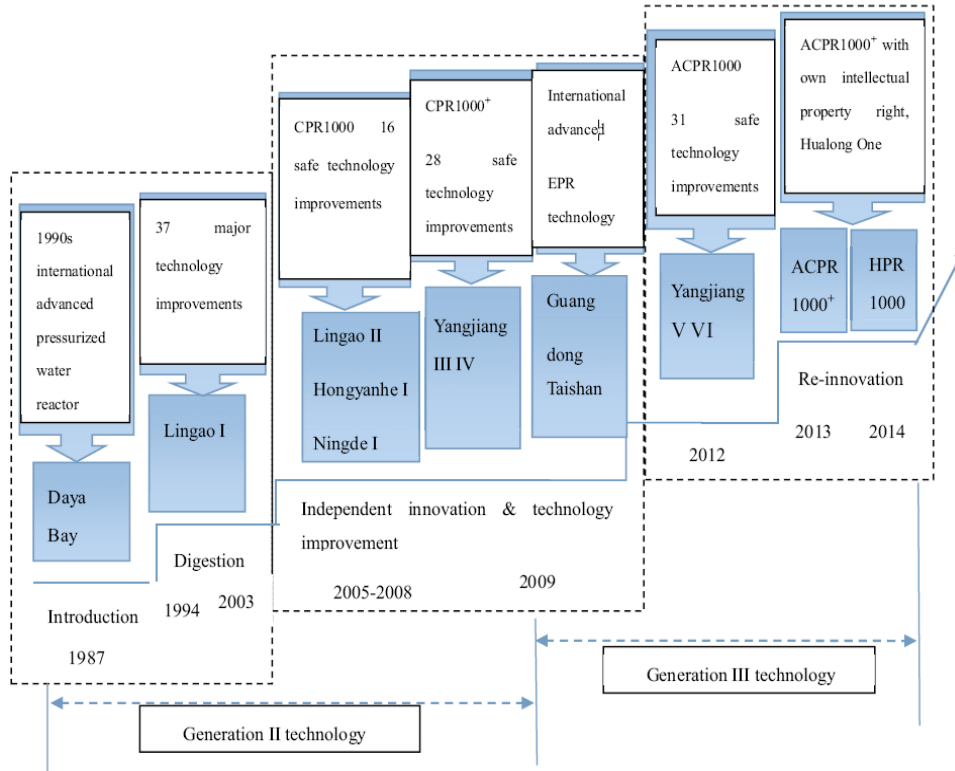 1990s
international
advanced
pressurized
water
reactor
Daya
Bay
Introduction
1987
37 major
technology
improvements
Lingao I
Digestion
1994 2003
CPR1000 16
safe technology
improvements
Lingao II
Hongyanhe I
Ningde I
CPR1000+
28 safe
technology
improvements
Yangjiang
III IV
International
advanced
EPR
technology
Guang
dong
Taishan
Independent innovation & technology
improvement
2005-2008 2009
ACPR1000
31 safe
technology
improvements
Yangjiang
V VI
2012
ACPR1000+ with
own intellectual
property right,
Hualong One
ACPR
1000+
HPR
1000
Re-innovation
2013 2014
Generation II technology
Generation III technology